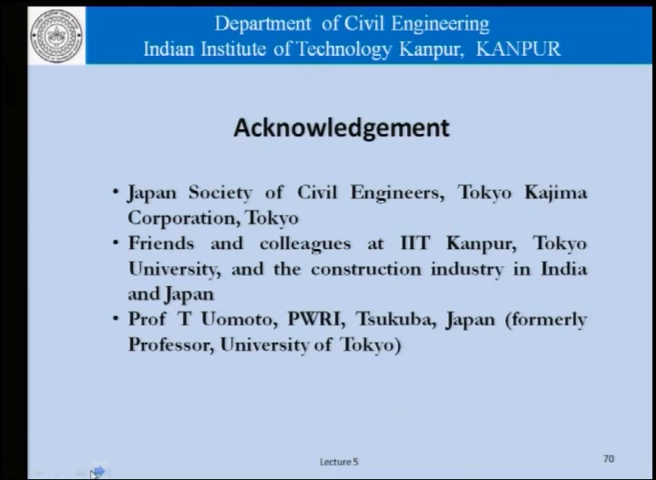 Department of Civil Engineering
Indian Institute of Technology Kanpur, KANPUR
Acknowledgement
• Japan Society of Civil Engineers, Tokyo Kajima
Corporation, Tokyo
• Friends and colleagues at IIT Kanpur, Tokyo
University, and the construction industry in India
and Japan
• Prof T Uomoto, PWRI, Tsukuba, Japan (formerly
Professor, University of Tokyo)
Lecture 5
70